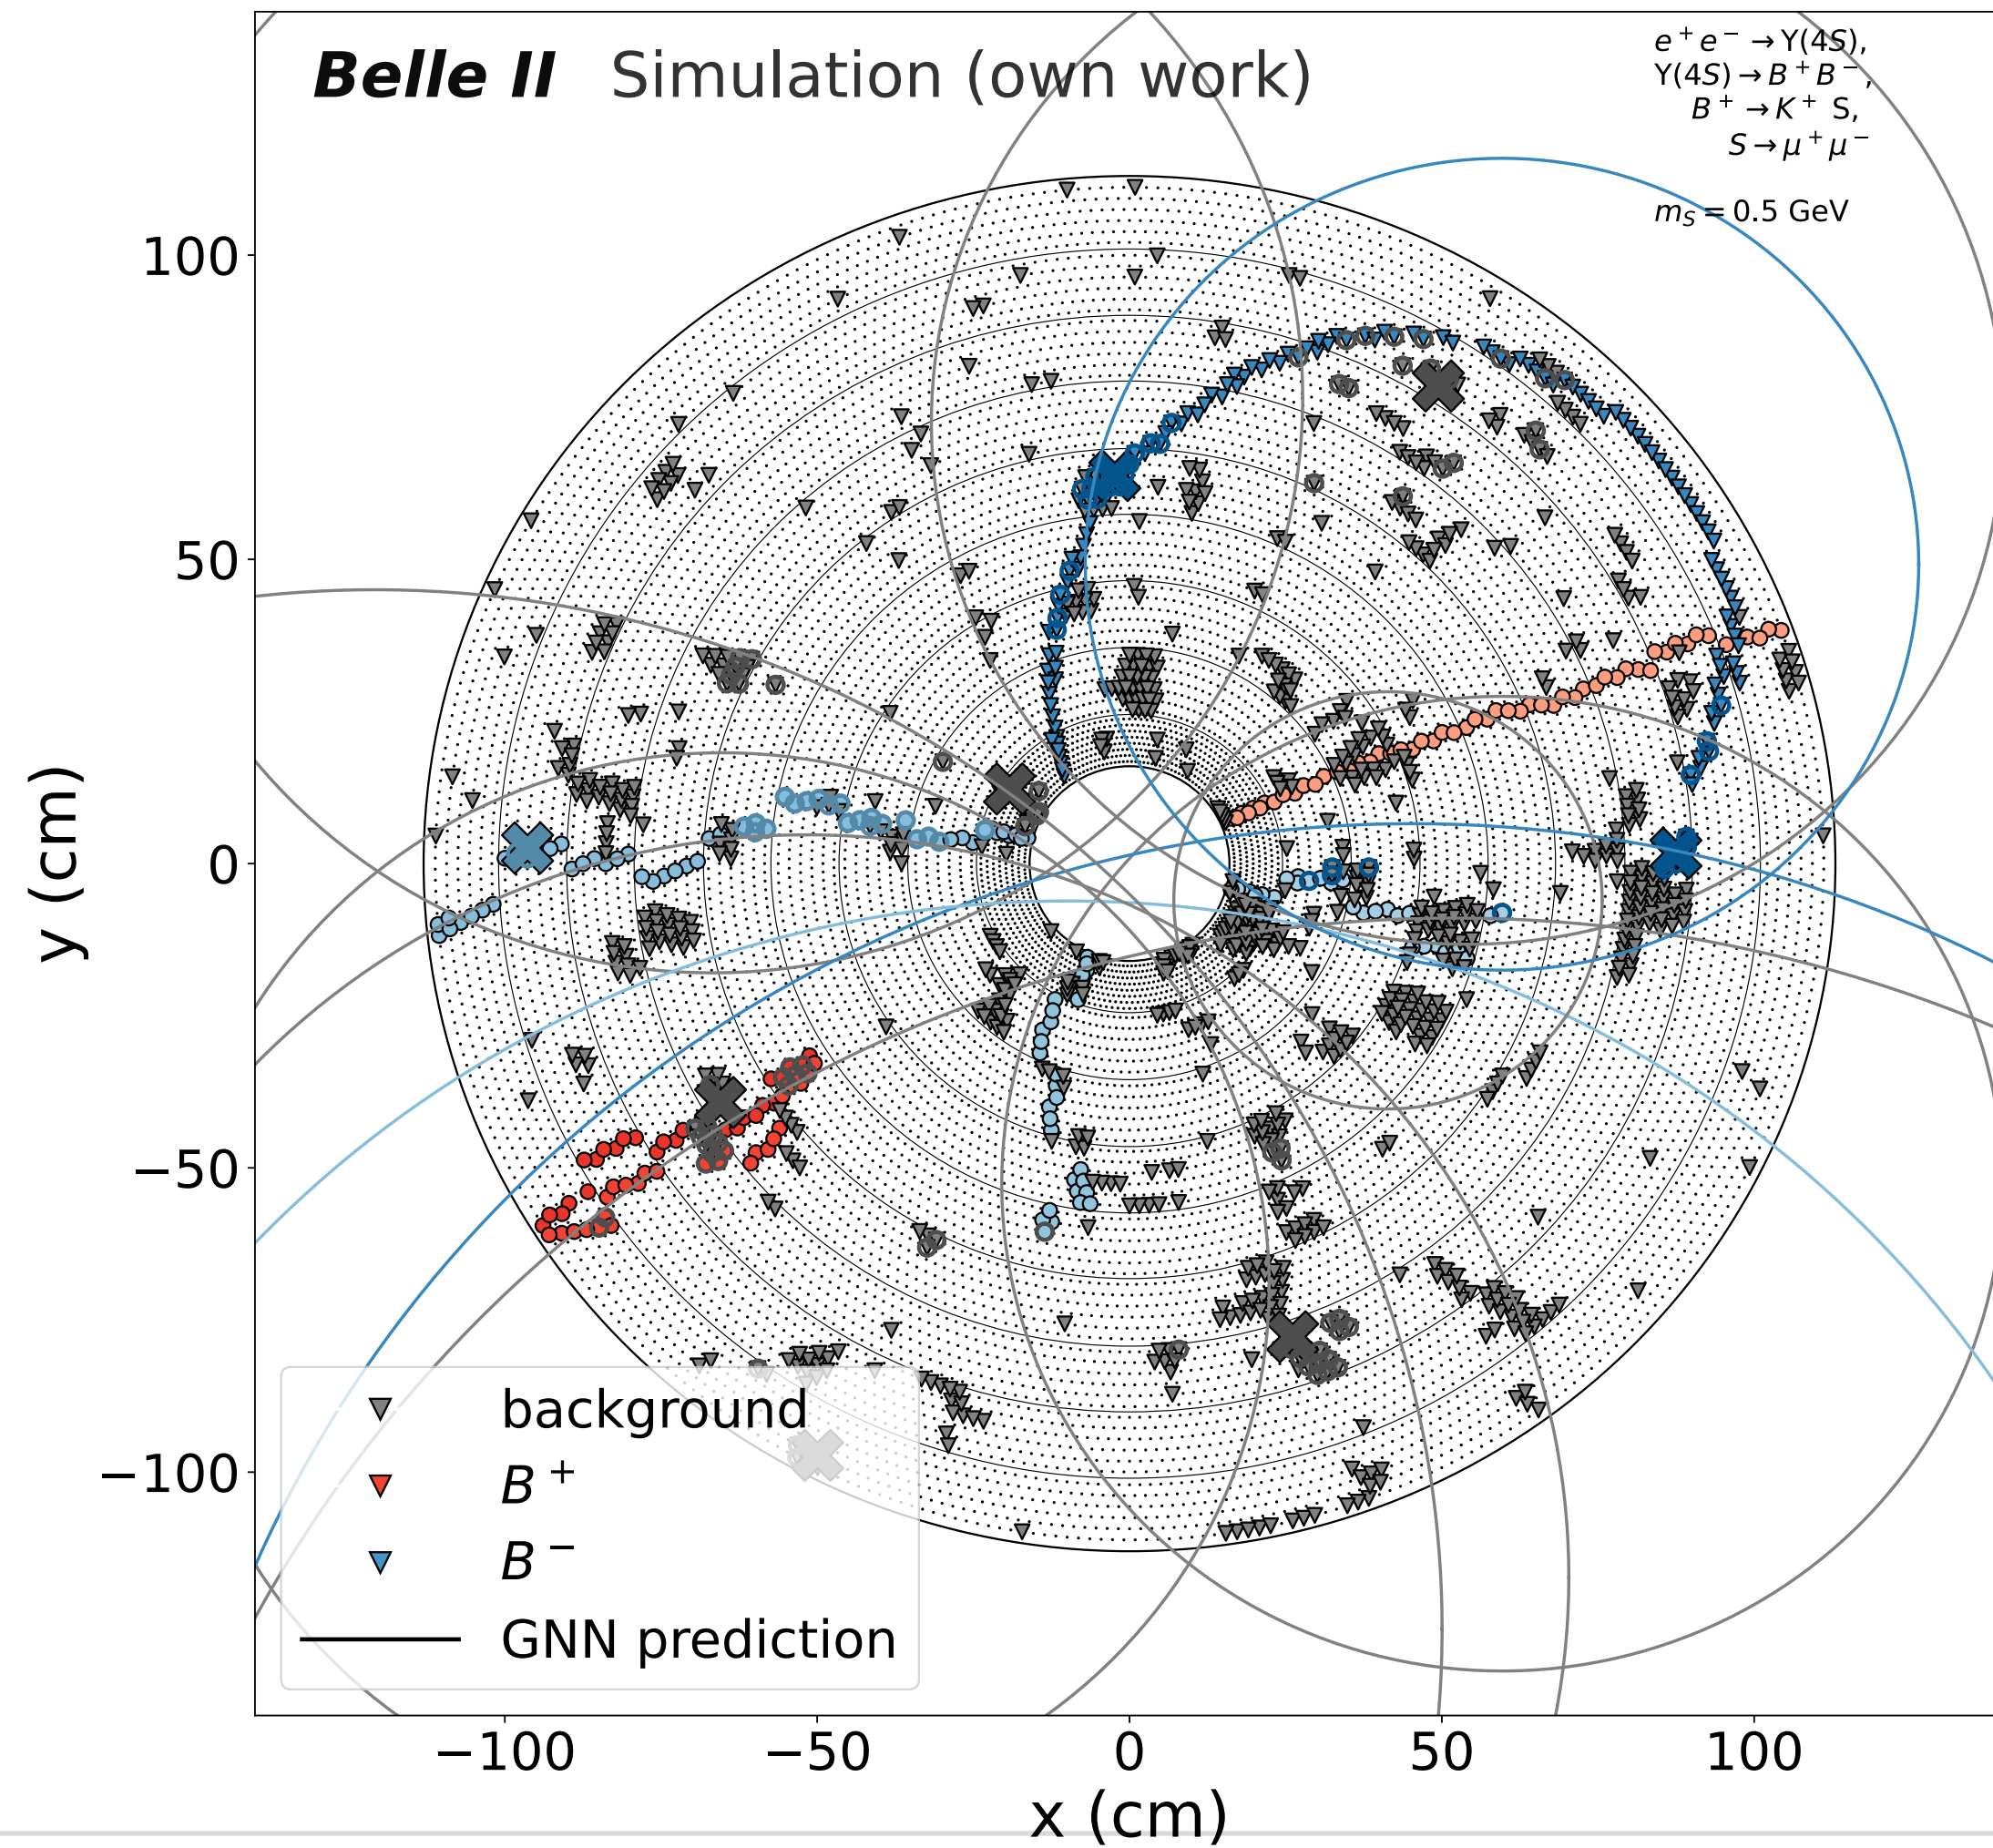 Belle II Simulation (own work)
e⁺e⁻ → Υ(4S),
Υ(4S) → B⁺B⁻,
B⁺ → K⁺ S,
S → μ⁺μ⁻
m_S = 0.5 GeV
100
50
0
−50
−100
y (cm)
background
B⁺
B⁻
GNN prediction
−100 −50 0 50 100
x (cm)